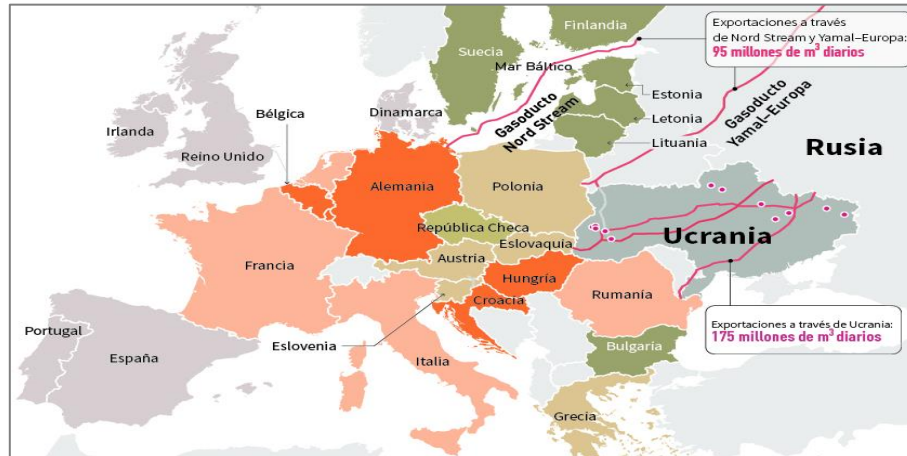 Finlandia
Exportaciones a través
de Nord Stream y Yamal–Europa:
95 millones de m³ diarios
Suecia
Mar Báltico
Gasoducto
Nord Stream
Estonia
Letonia
Lituania
Gasoducto
Yamal–Europa
Rusia
Dinamarca
Bélgica
Irlanda
Reino Unido
Alemania
Polonia
República Checa
Eslovaquia
Ucrania
Austria
Hungría
Francia
Croacia
Rumanía
Portugal
España
Eslovenia
Italia
Bulgaria
Exportaciones a través de Ucrania:
175 millones de m³ diarios
Grecia